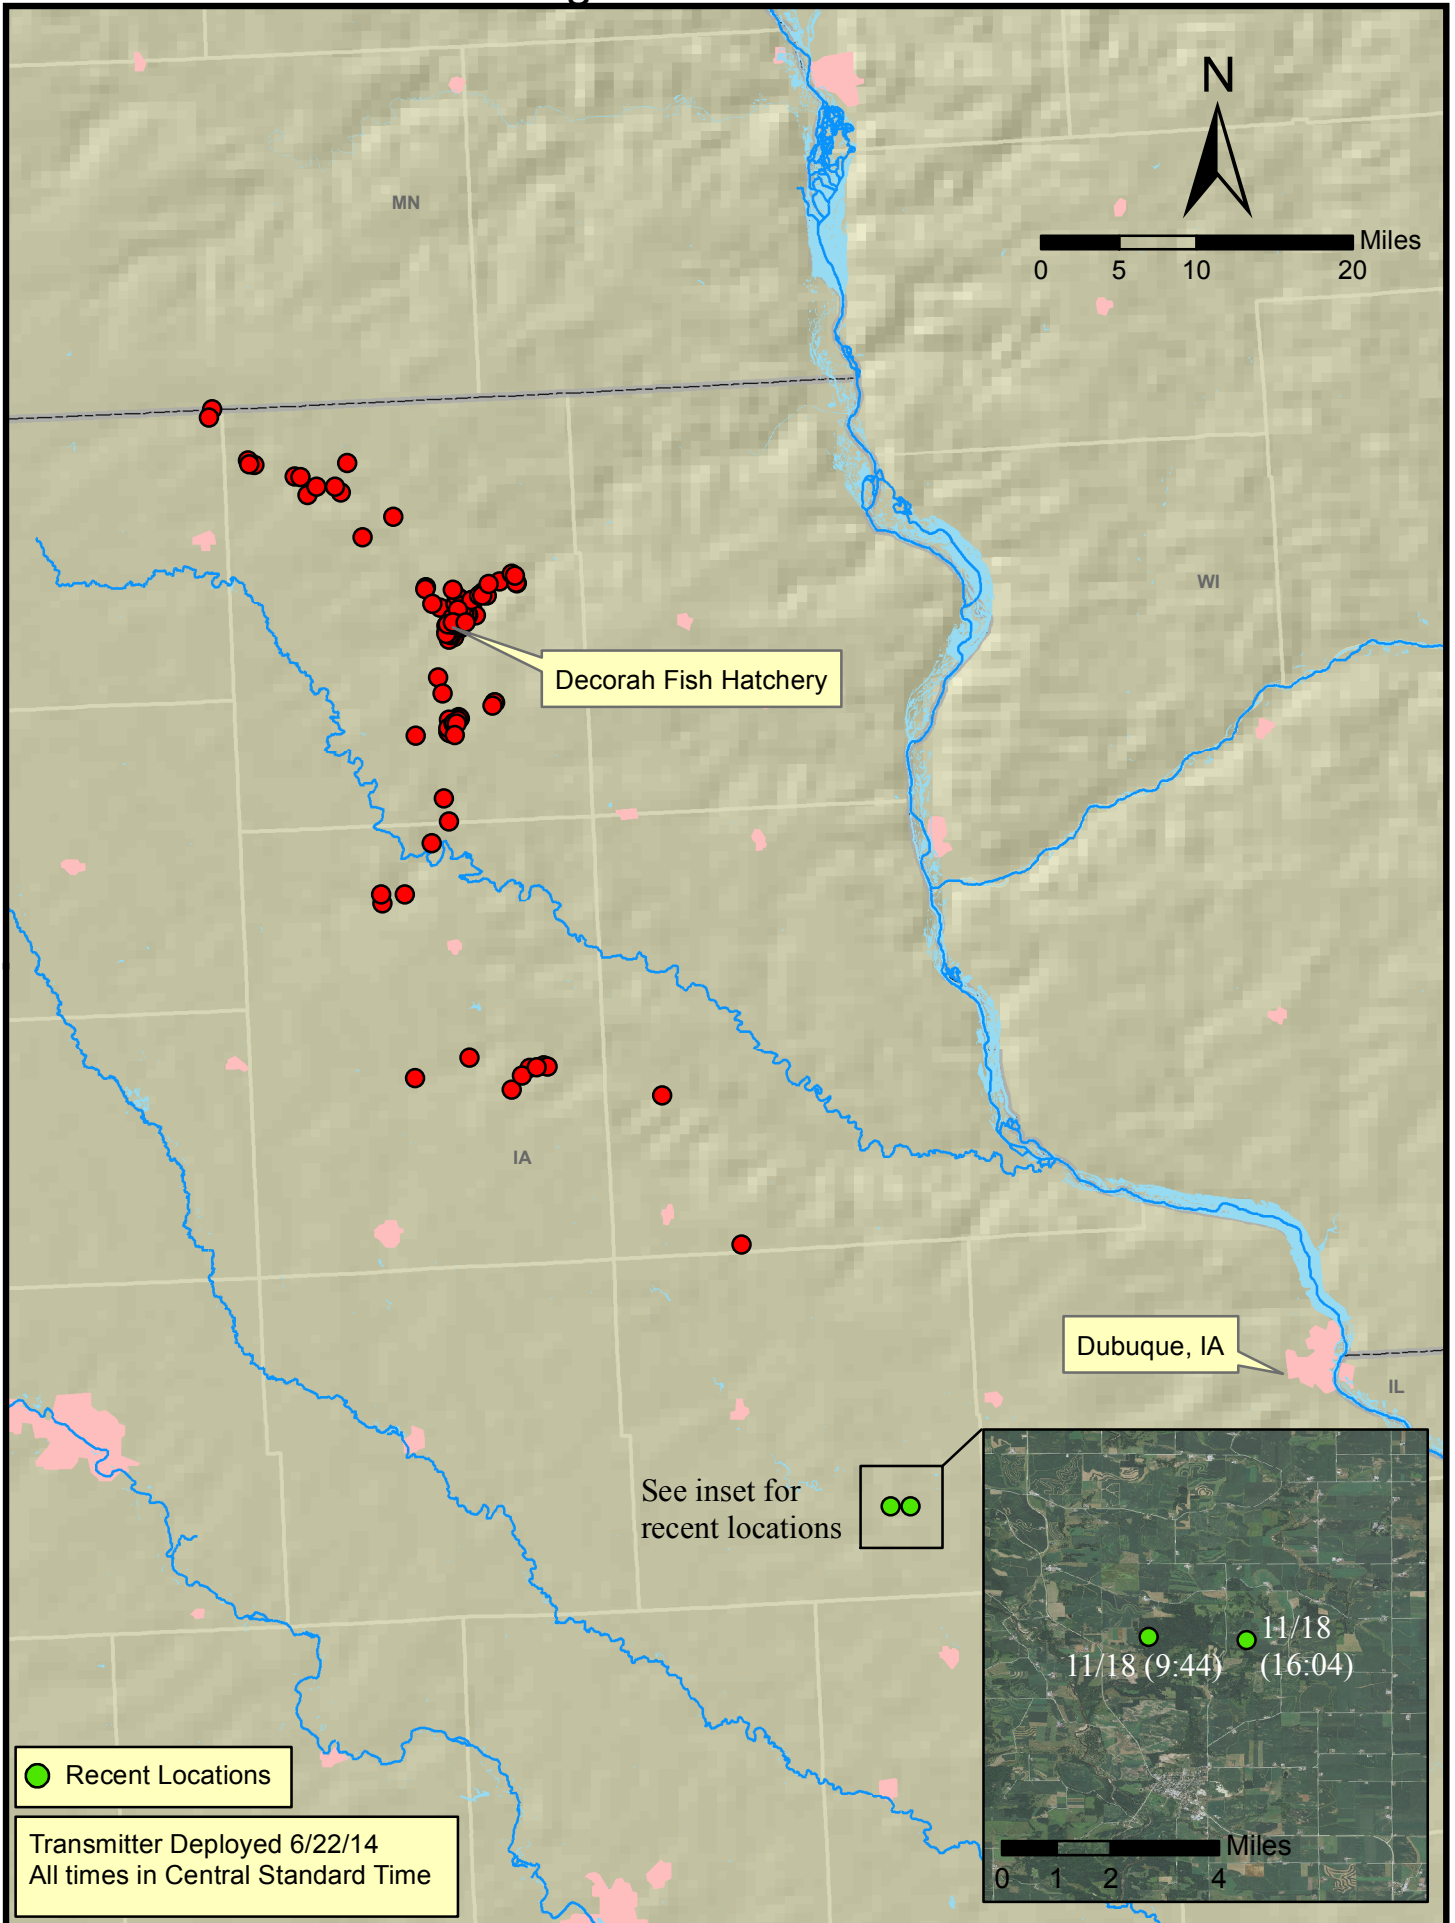 N
Miles
0 5 10 20
MN
WI
Decorah Fish Hatchery
IA
Dubuque, IA
IL
See inset for
recent locations
11/18
11/18 (9:44)
(16:04)
Miles
0 1 2 4
Recent Locations
Transmitter Deployed 6/22/14
All times in Central Standard Time